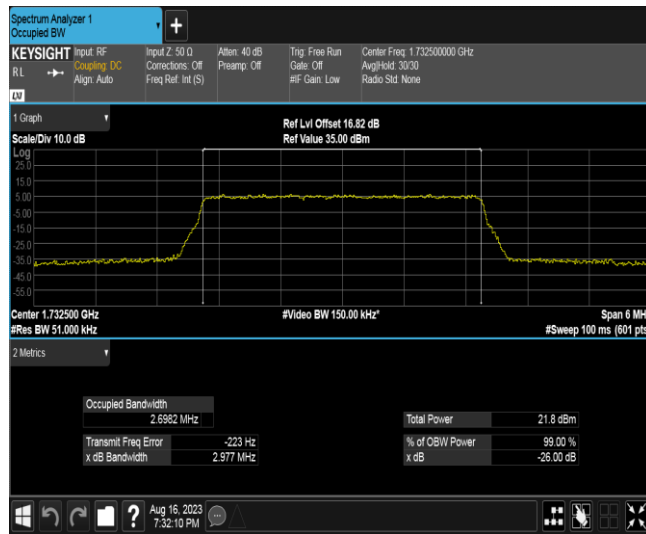 Spectrum Analyzer 1
Occupied BW
+
KEYSIGHT
RL
LXI
Input: RF
Coupling: DC
Align: Auto
Input Z: 50 Ω
Corrections: Off
Freq Ref: Int (S)
Atten: 40 dB
Preamp: Off
Trig: Free Run
Gate: Off
#IF Gain: Low
Center Freq: 1.732500000 GHz
Avg|Hold: 30/30
Radio Std: None
1 Graph
Scale/Div 10.0 dB
Ref Lvl Offset 16.82 dB
Ref Value 35.00 dBm
Log
25.0
15.0
5.00
-5.00
-15.0
-25.0
-35.0
-45.0
-55.0
Center 1.732500 GHz
#Res BW 51.000 kHz
#Video BW 150.00 kHz*
Span 6 MH
#Sweep 100 ms (601 pts
2 Metrics
Occupied Bandwidth
2.6982 MHz
Transmit Freq Error -223 Hz
x dB Bandwidth 2.977 MHz
Total Power 21.8 dBm
% of OBW Power 99.00 %
x dB -26.00 dB
?
Aug 16, 2023
7:32:10 PM